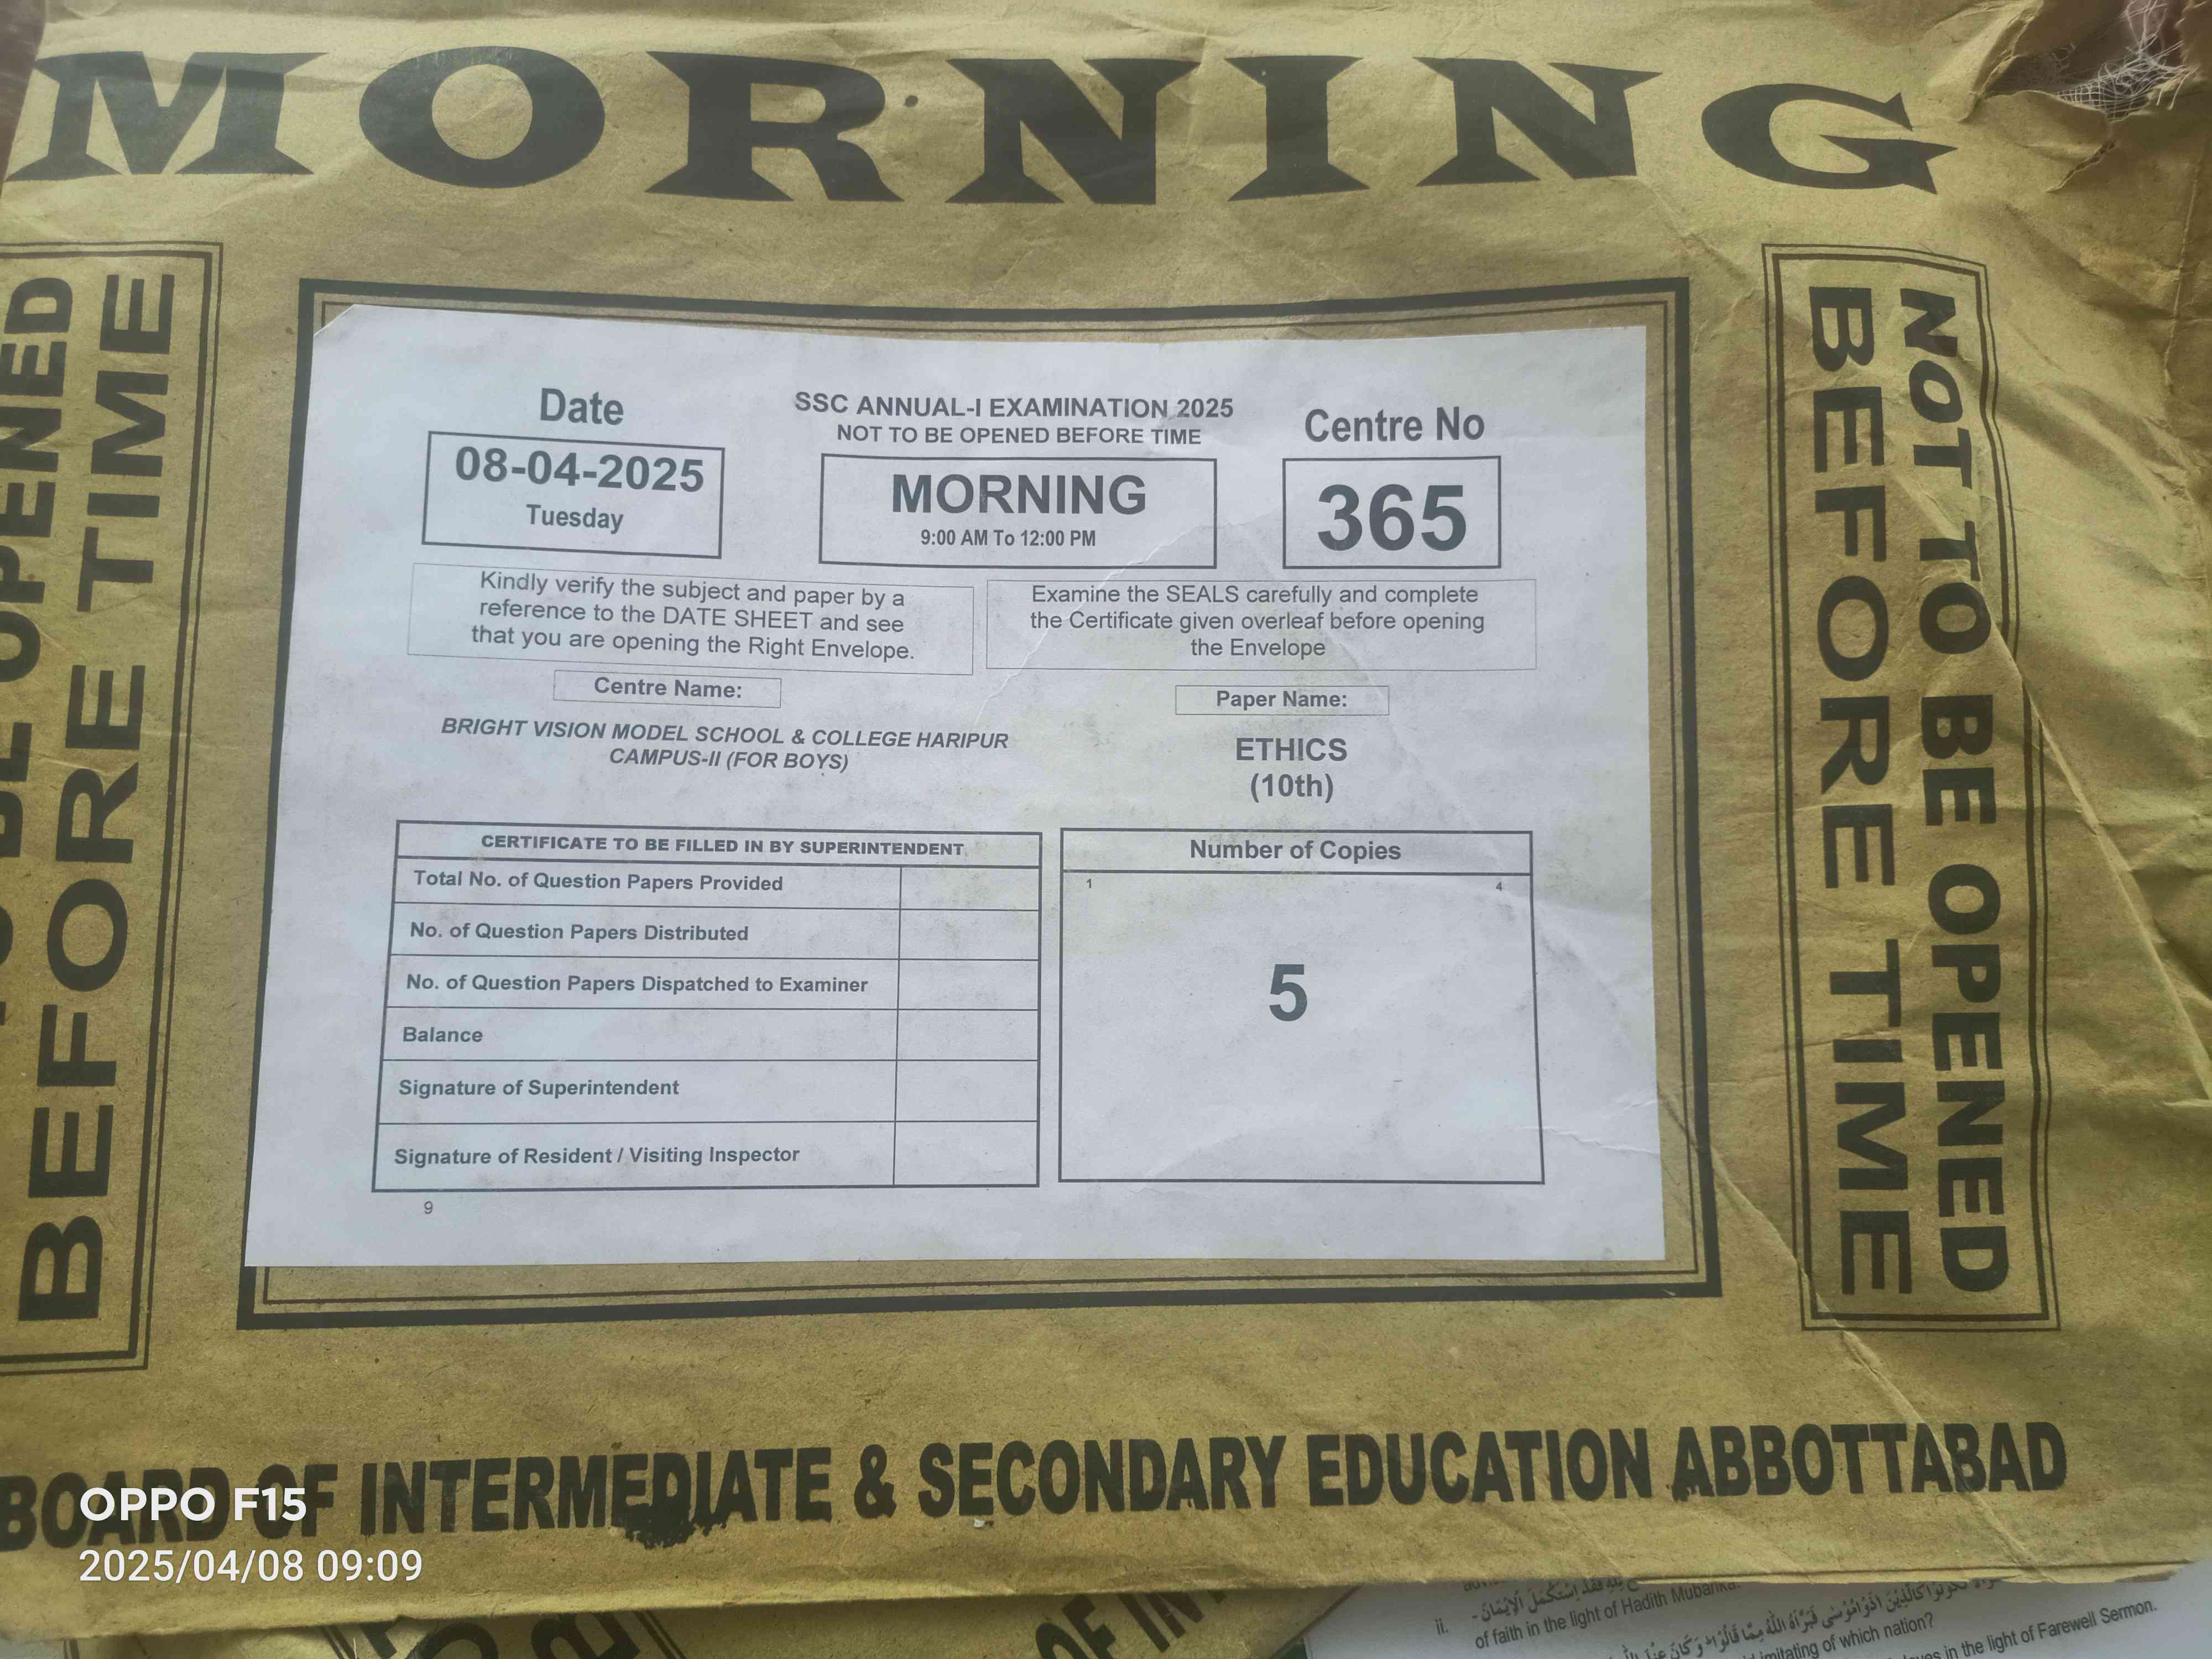 MORNING
OPENED
BEFORE TIME
Date
08-04-2025
Tuesday
SSC ANNUAL-I EXAMINATION 2025
NOT TO BE OPENED BEFORE TIME
MORNING
9:00 AM To 12:00 PM
Centre No
365
Kindly verify the subject and paper by a
reference to the DATE SHEET and see
that you are opening the Right Envelope.
Examine the SEALS carefully and complete
the Certificate given overleaf before opening
the Envelope
Centre Name:
BRIGHT VISION MODEL SCHOOL & COLLEGE HARIPUR
CAMPUS-II (FOR BOYS)
Paper Name:
ETHICS
(10th)
CERTIFICATE TO BE FILLED IN BY SUPERINTENDENT
Total No. of Question Papers Provided
No. of Question Papers Distributed
No. of Question Papers Dispatched to Examiner
Balance
Signature of Superintendent
Signature of Resident / Visiting Inspector
9
Number of Copies
1 4
5
NOT TO BE OPENED
BEFORE TIME
BOARD OF INTERMEDIATE & SECONDARY EDUCATION ABBOTTABAD
OPPO F15
2025/04/08 09:09
OF IN
ii.
فَقَدِ اسْتَكْمَلَ الْاِيْمَانَ -
of faith in the light of Hadith Mubarika.
imitating of which nation?
in the light of Farewell Sermon.